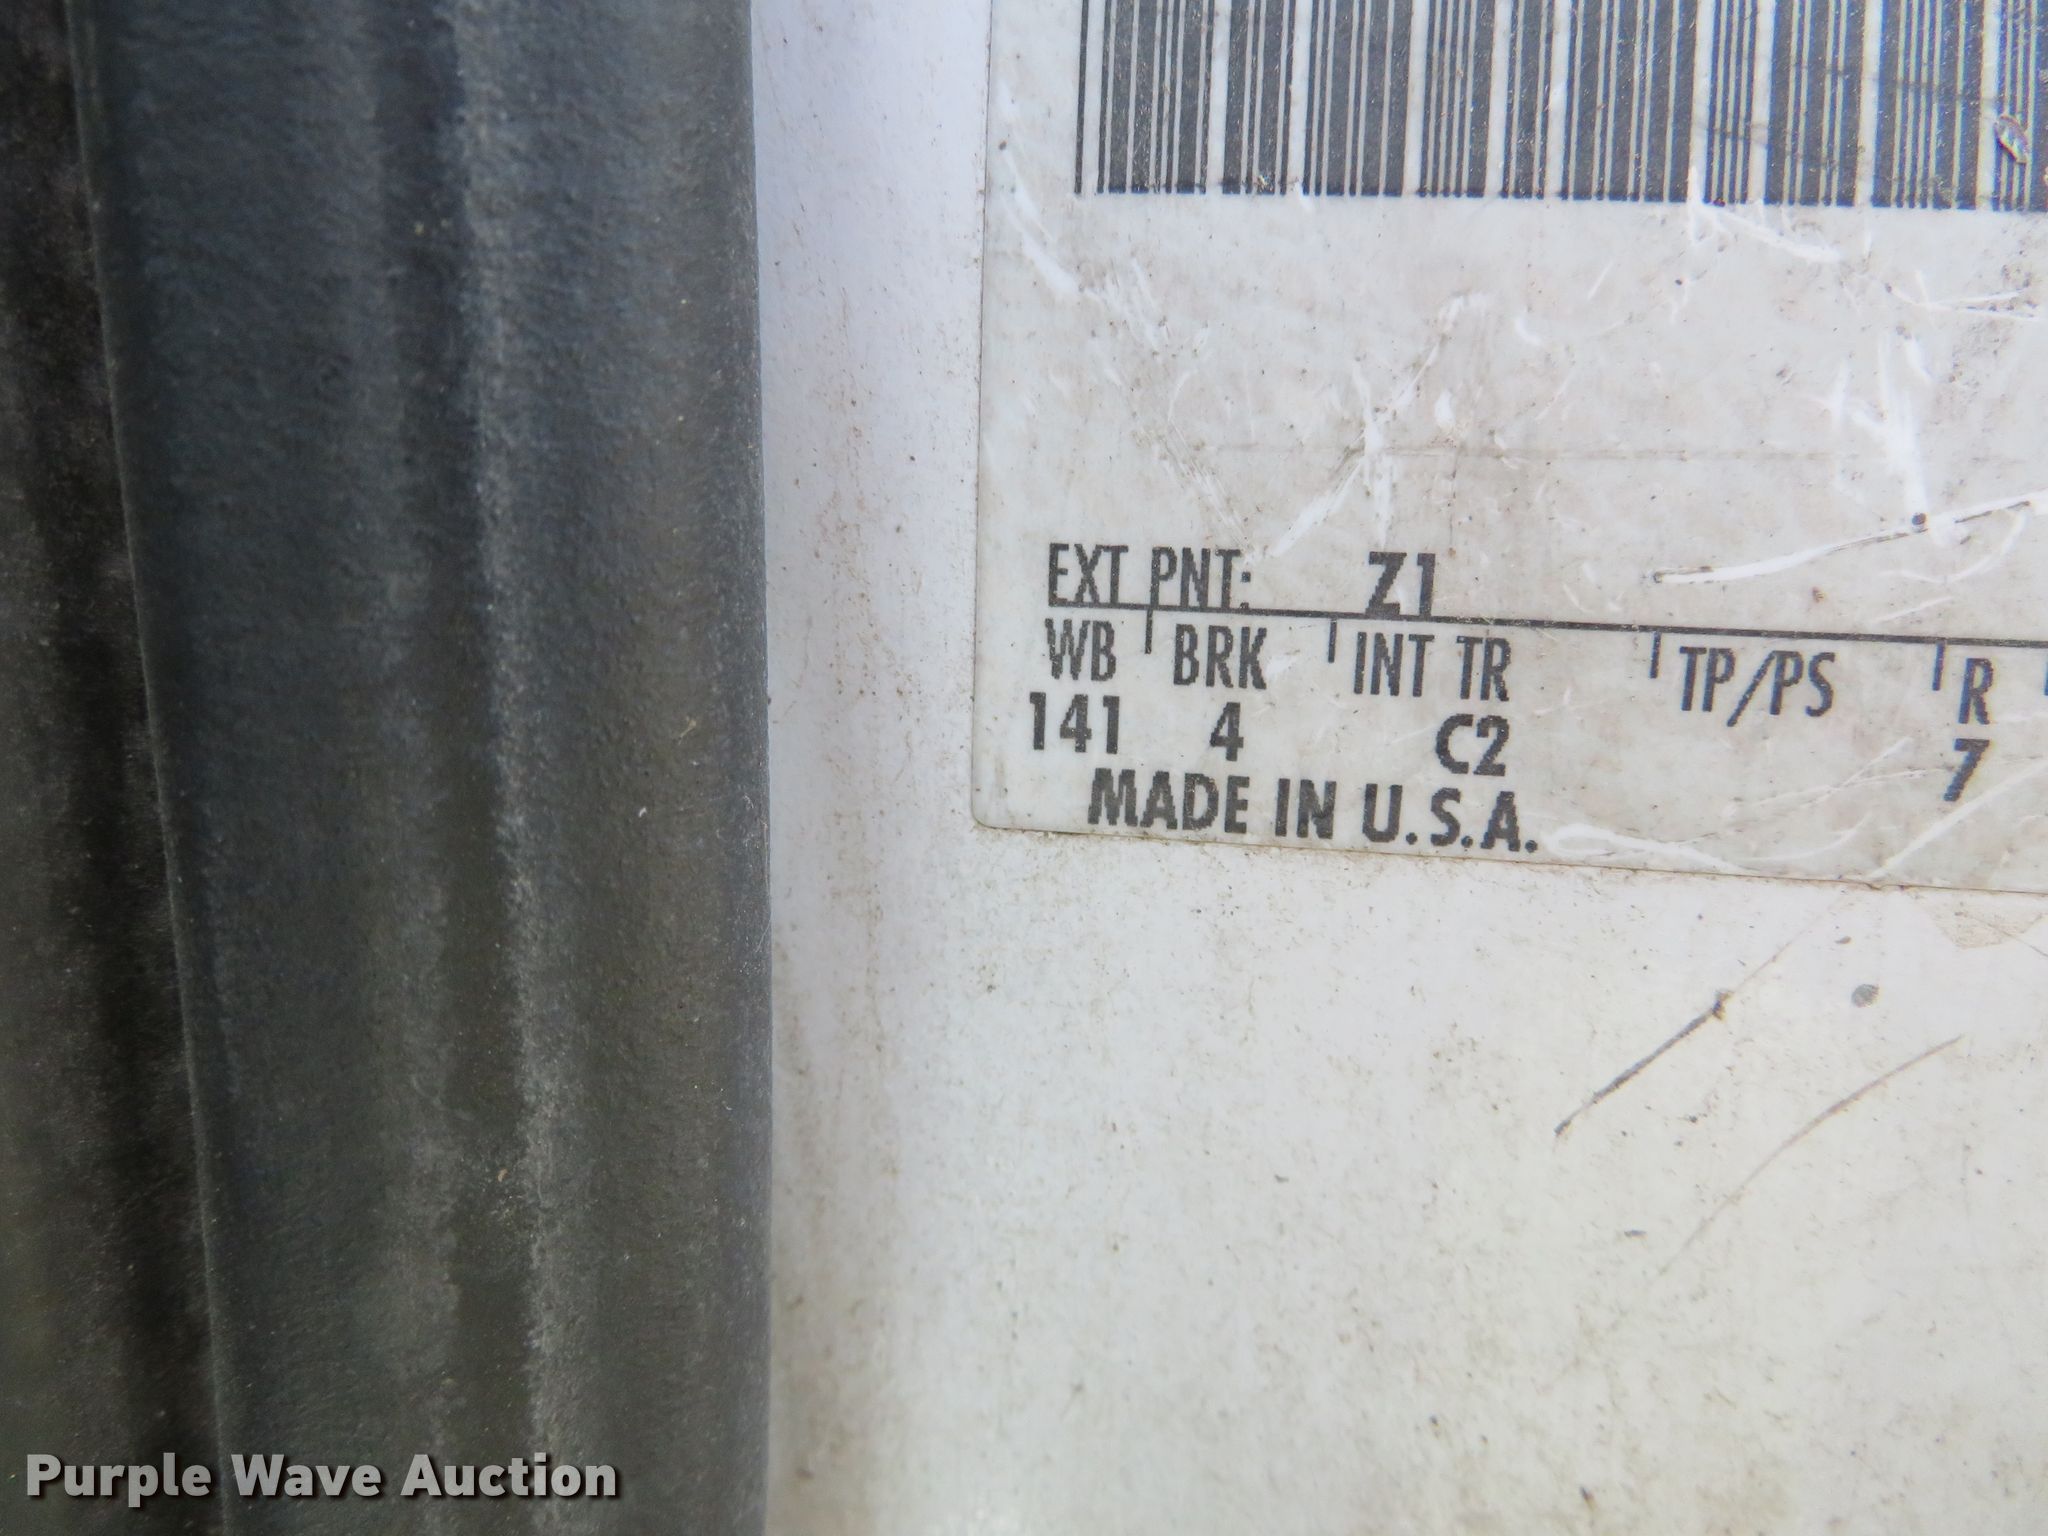 EXT PNT: Z1
WB BRK INT TR TP/PS R
141 4 C2 7
MADE IN U.S.A.
Purple Wave Auction